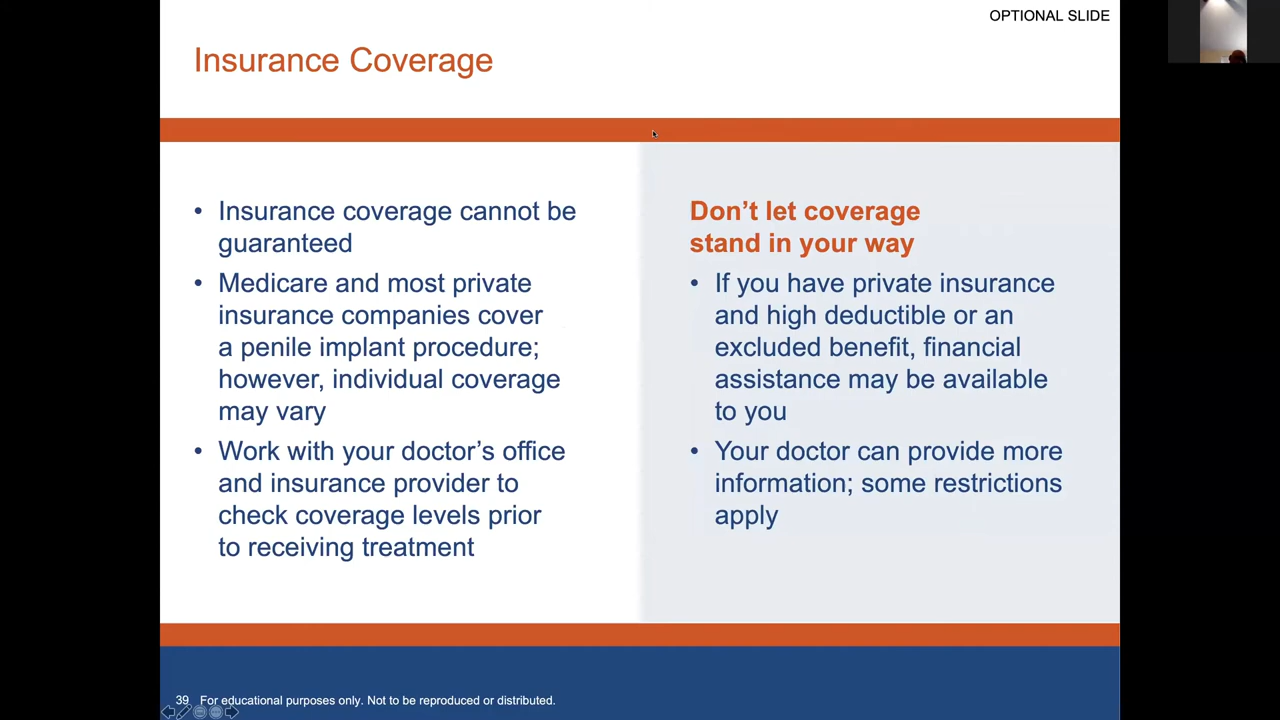 OPTIONAL SLIDE
Insurance Coverage
• Insurance coverage cannot be
guaranteed
• Medicare and most private
insurance companies cover
a penile implant procedure;
however, individual coverage
may vary
• Work with your doctor’s office
and insurance provider to
check coverage levels prior
to receiving treatment
Don’t let coverage
stand in your way
• If you have private insurance
and high deductible or an
excluded benefit, financial
assistance may be available
to you
• Your doctor can provide more
information; some restrictions
apply
39 For educational purposes only. Not to be reproduced or distributed.